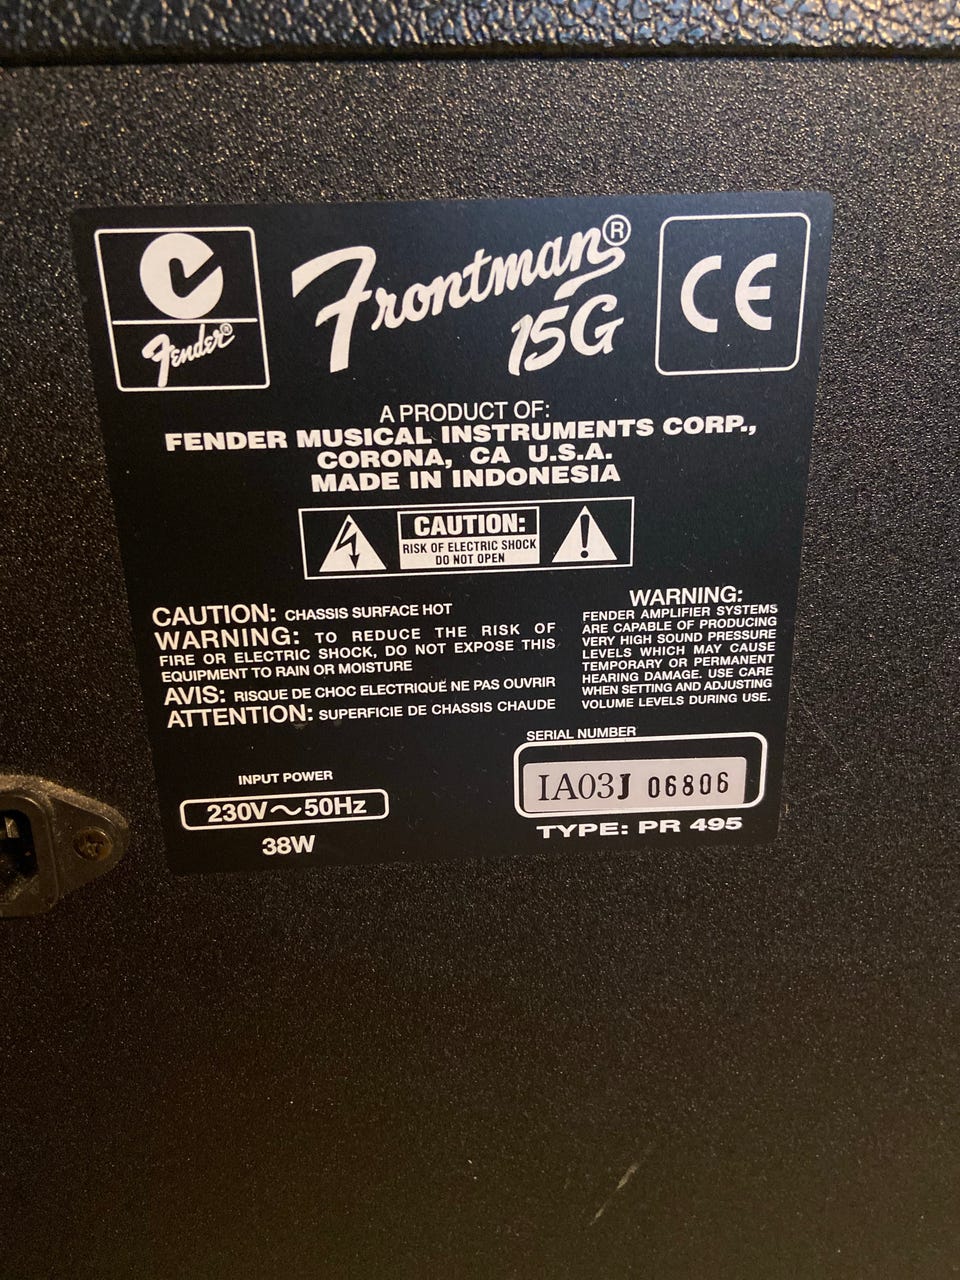 Fender®
Frontman®
15G
CE
A PRODUCT OF:
FENDER MUSICAL INSTRUMENTS CORP.,
CORONA, CA U.S.A.
MADE IN INDONESIA
CAUTION:
RISK OF ELECTRIC SHOCK
DO NOT OPEN
CAUTION: CHASSIS SURFACE HOT
WARNING: TO REDUCE THE RISK OF
FIRE OR ELECTRIC SHOCK, DO NOT EXPOSE THIS
EQUIPMENT TO RAIN OR MOISTURE
AVIS: RISQUE DE CHOC ELECTRIQUE NE PAS OUVRIR
ATTENTION: SUPERFICIE DE CHASSIS CHAUDE
WARNING:
FENDER AMPLIFIER SYSTEMS
ARE CAPABLE OF PRODUCING
VERY HIGH SOUND PRESSURE
LEVELS WHICH MAY CAUSE
TEMPORARY OR PERMANENT
HEARING DAMAGE. USE CARE
WHEN SETTING AND ADJUSTING
VOLUME LEVELS DURING USE.
INPUT POWER
230V～50Hz
38W
SERIAL NUMBER
IA03J 06806
TYPE: PR 495